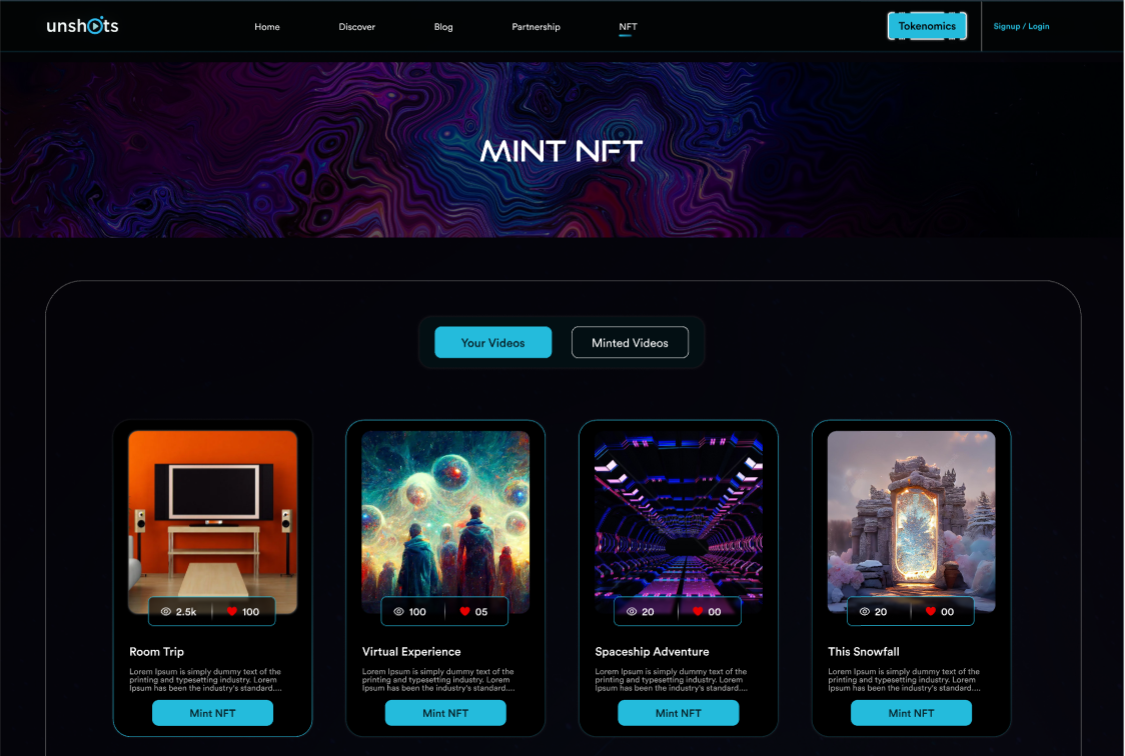 unshots
Home Discover Blog Partnership NFT Tokenomics Signup / Login
MINT NFT
Your Videos Minted Videos
2.5k 100
Room Trip
Lorem Ipsum is simply dummy text of the
printing and typesetting industry. Lorem
Ipsum has been the industry's standard....
Mint NFT
100 05
Virtual Experience
Lorem Ipsum is simply dummy text of the
printing and typesetting industry. Lorem
Ipsum has been the industry's standard....
Mint NFT
20 00
Spaceship Adventure
Lorem Ipsum is simply dummy text of the
printing and typesetting industry. Lorem
Ipsum has been the industry's standard....
Mint NFT
20 00
This Snowfall
Lorem Ipsum is simply dummy text of the
printing and typesetting industry. Lorem
Ipsum has been the industry's standard....
Mint NFT